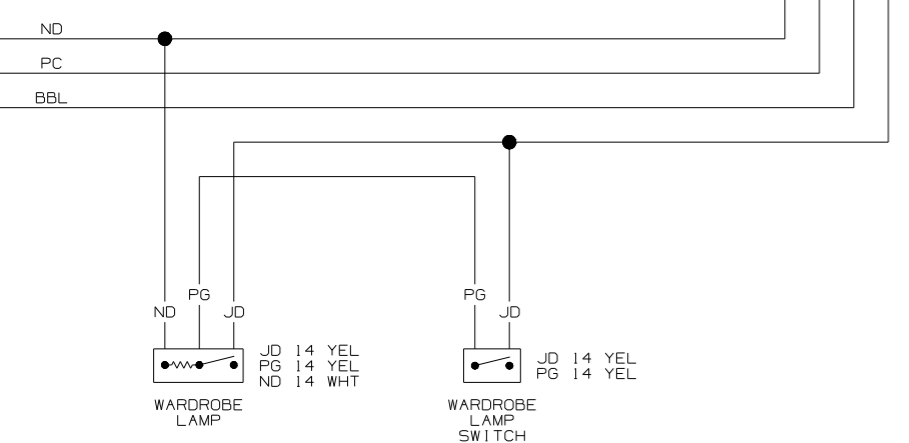 ND
PC
BBL
PG
ND
JD
PG
JD
JD 14 YEL
PG 14 YEL
ND 14 WHT
WARDROBE
LAMP
JD 14 YEL
PG 14 YEL
WARDROBE
LAMP
SWITCH